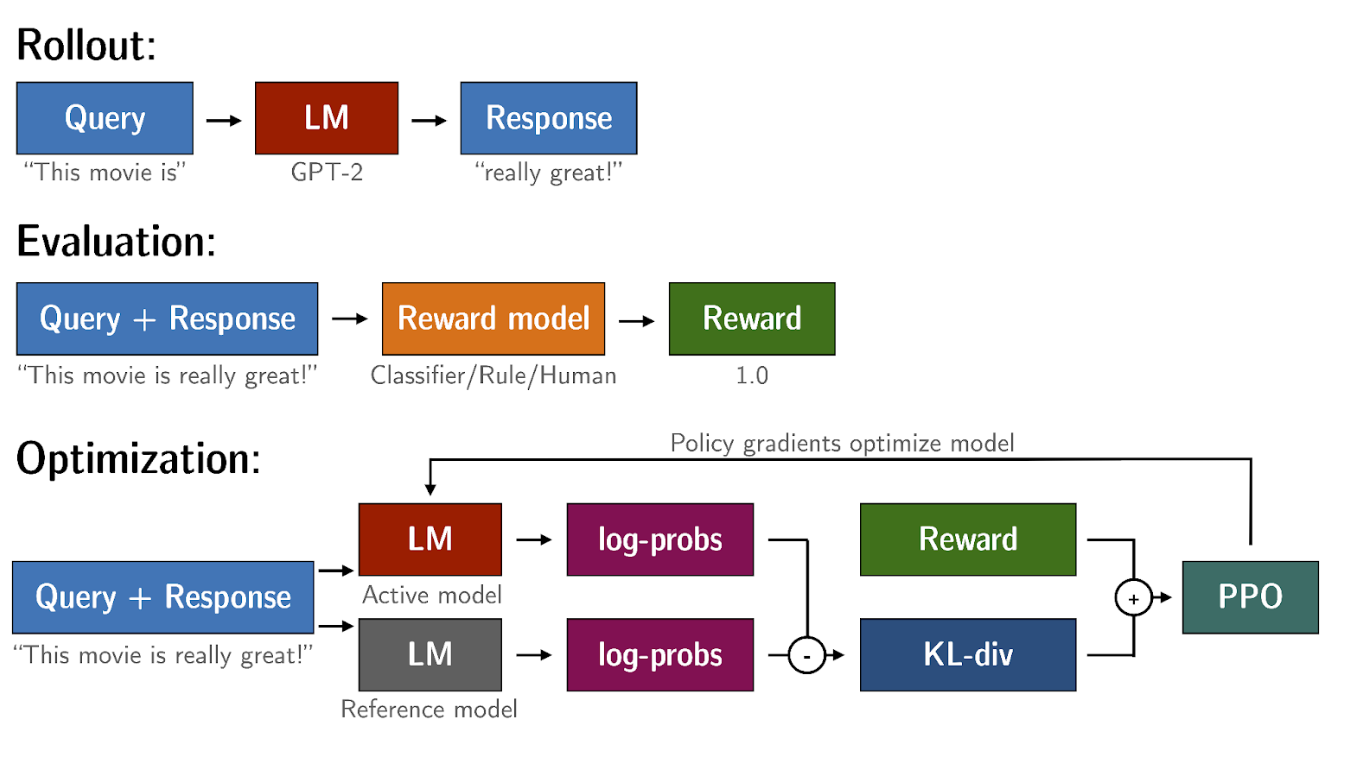 Rollout:
Query
LM
Response
“This movie is”
GPT-2
“really great!”
Evaluation:
Query + Response
Reward model
Reward
“This movie is really great!”
Classifier/Rule/Human
1.0
Optimization:
Policy gradients optimize model
LM
log-probs
Reward
Active model
Query + Response
“This movie is really great!”
+
PPO
LM
log-probs
-
KL-div
Reference model